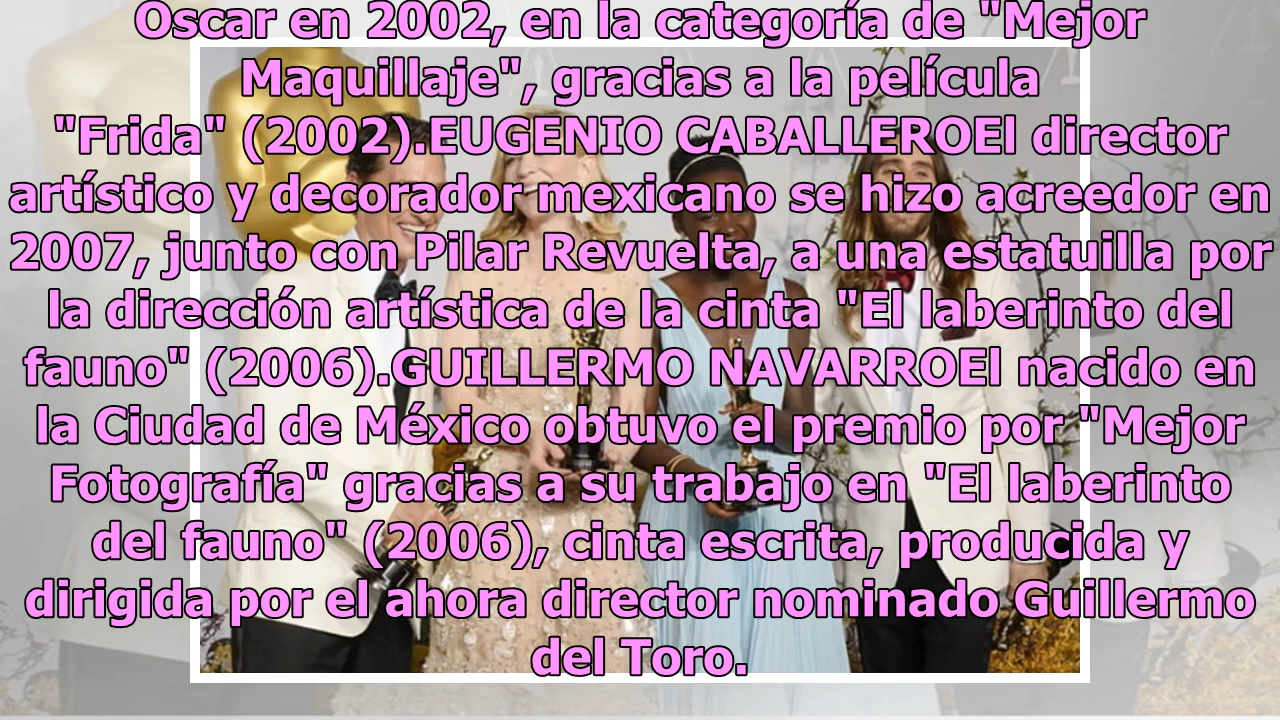 Oscar en 2002, en la categoría de "Mejor
Maquillaje", gracias a la película
"Frida" (2002).EUGENIO CABALLEROEl director
artístico y decorador mexicano se hizo acreedor en
2007, junto con Pilar Revuelta, a una estatuilla por
la dirección artística de la cinta "El laberinto del
fauno" (2006).GUILLERMO NAVARROEl nacido en
la Ciudad de México obtuvo el premio por "Mejor
Fotografía" gracias a su trabajo en "El laberinto
del fauno" (2006), cinta escrita, producida y
dirigida por el ahora director nominado Guillermo
del Toro.